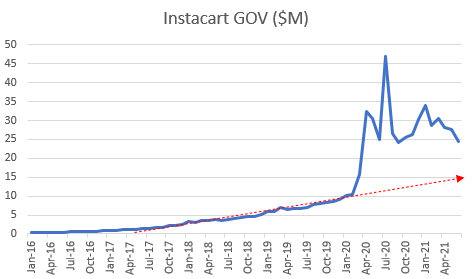 Instacart GOV ($M)
50
45
40
35
30
25
20
15
10
5
0
Jan-16
Apr-16
Jul-16
Oct-16
Jan-17
Apr-17
Jul-17
Oct-17
Jan-18
Apr-18
Jul-18
Oct-18
Jan-19
Apr-19
Jul-19
Oct-19
Jan-20
Apr-20
Jul-20
Oct-20
Jan-21
Apr-21